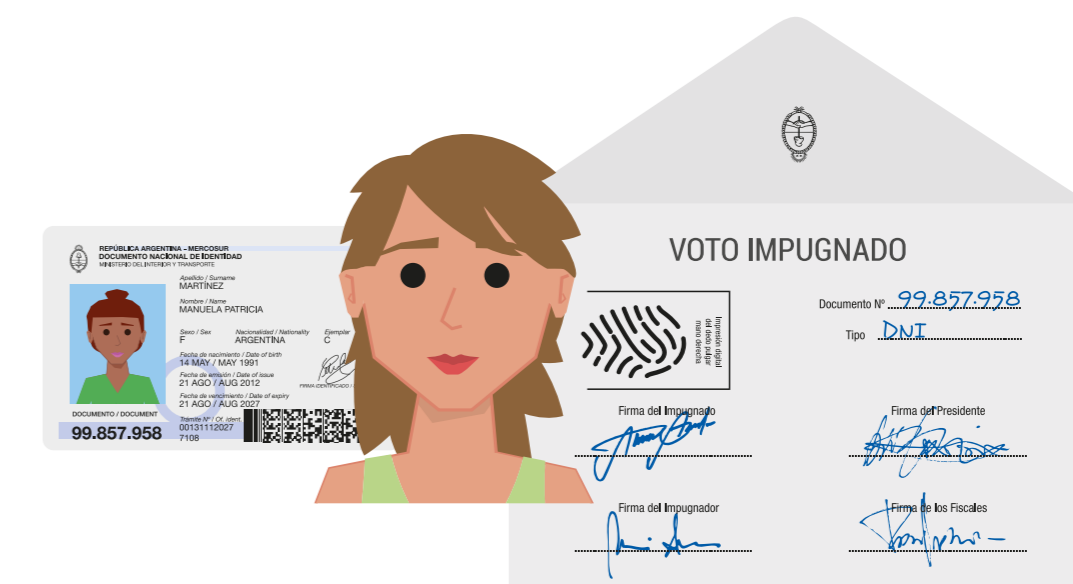 REPÚBLICA ARGENTINA - MERCOSUR
DOCUMENTO NACIONAL DE IDENTIDAD
MINISTERIO DEL INTERIOR Y TRANSPORTE
Apellido / Surname
MARTÍNEZ
Nombre / Name
MANUELA PATRICIA
Sexo / Sex Nacionalidad / Nationality Ejemplar
F ARGENTINA C
Fecha de nacimiento / Date of birth
14 MAY / MAY 1991
Fecha de emisión / Date of issue
21 AGO / AUG 2012
FIRMA IDENTIFICADO /
Fecha de vencimiento / Date of expiry
21 AGO / AUG 2027
DOCUMENTO / DOCUMENT
99.857.958
Trámite Nº / Of. ident.
00131112027
7108
VOTO IMPUGNADO
Impresión digital
del dedo pulgar
mano derecha
Documento Nº 99.857.958
Tipo DNI
Firma del Impugnado
Firma del Presidente
Firma del Impugnador
Firma de los Fiscales